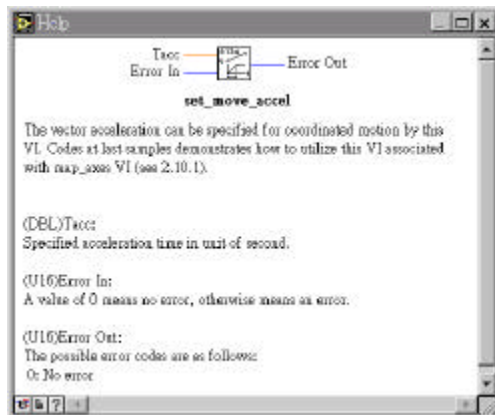 Help
Tacc
Error In
Error Out
set_move_accel
The vector acceleration can be specified for coordinated motion by this
VI. Codes at last samples demonstrates how to utilize this VI associated
with map_axes VI (see 2.10.1).
(DBL)Tacc:
Specified acceleration time in unit of second.
(U16)Error In:
A value of 0 means no error, otherwise means an error.
(U16)Error Out:
The possible error codes are as follows:
0: No error